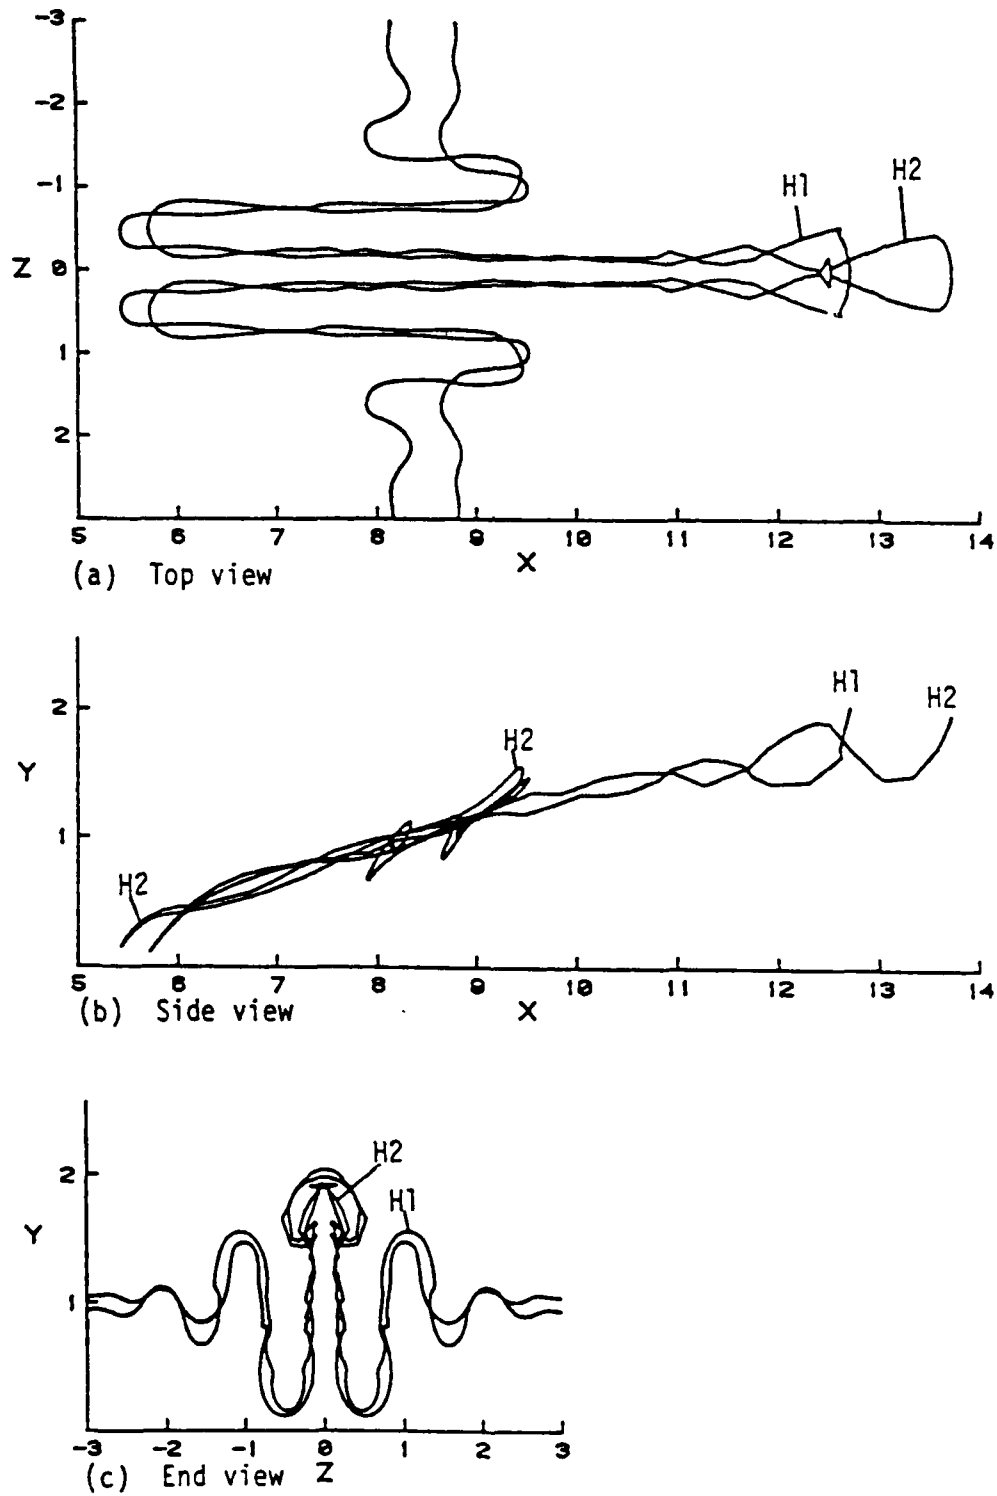 -3
-2
-1
Z 0
1
2
H1
H2
5 6 7 8 9 10 11 12 13 14
X
(a) Top view
2
Y
1
H2
H2
H1
H2
5 6 7 8 9 10 11 12 13 14
X
(b) Side view
2
Y
1
H2
H1
-3 -2 -1 0 1 2 3
Z
(c) End view